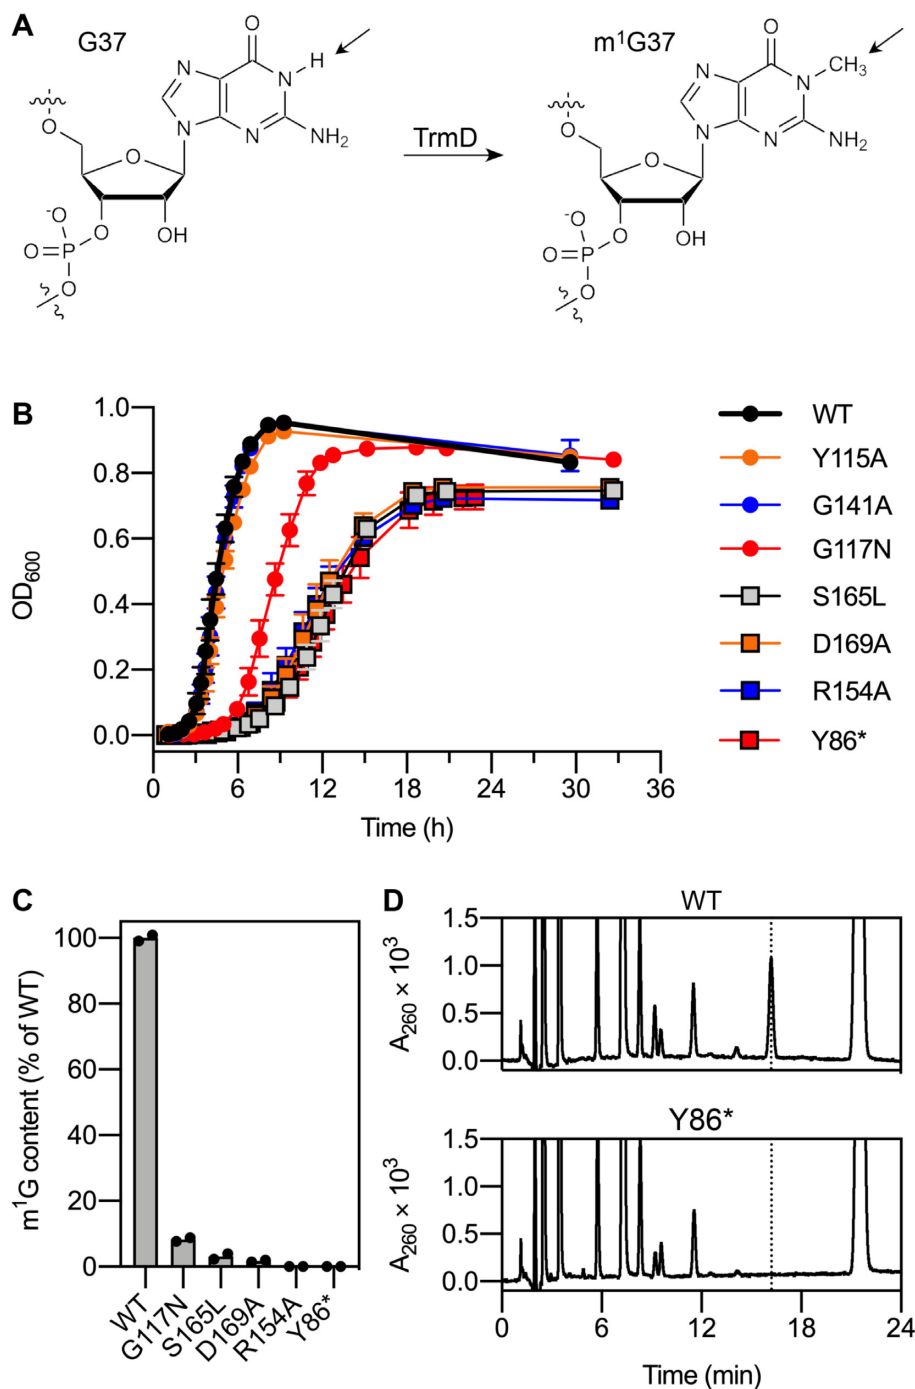 A
G37
m¹G37
O
O
N
N
H
N
N
CH₃
N
N
NH₂
N
N
NH₂
O
O
TrmD
O
O
⁻O
O
OH
⁻O
O
OH
O=P
O=P
O
O
B
1.0
0.8
0.6
0.4
0.2
0.0
OD₆₀₀
0
6
12
18
24
30
36
Time (h)
WT
Y115A
G141A
G117N
S165L
D169A
R154A
Y86*
C
m¹G content (% of WT)
100
80
60
40
20
0
WT
G117N
S165L
D169A
R154A
Y86*
D
WT
A₂₆₀ × 10³
1.5
1.0
0.5
0.0
Y86*
A₂₆₀ × 10³
1.5
1.0
0.5
0.0
0
6
12
18
24
Time (min)